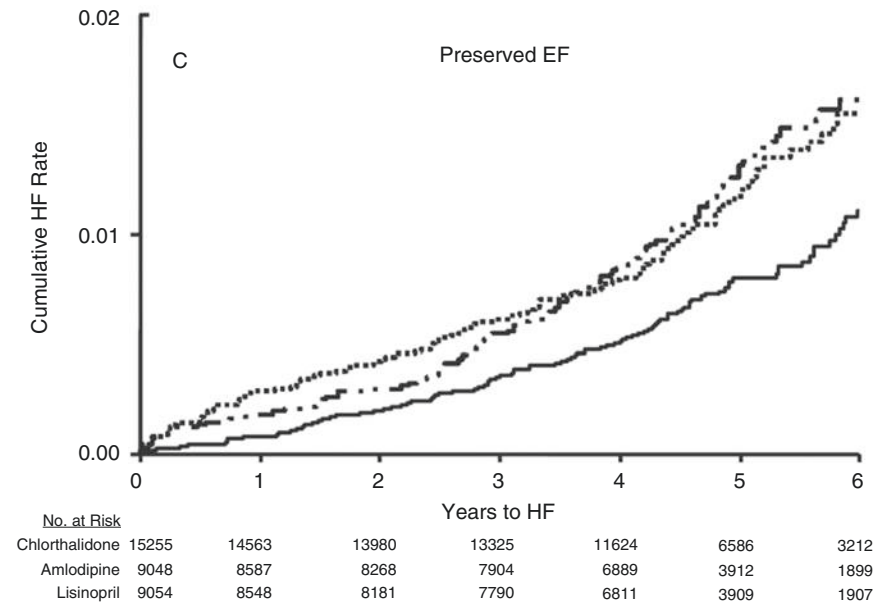 0.02
C
Preserved EF
Cumulative HF Rate
0.01
0.00
0 1 2 3 4 5 6
Years to HF
No. at Risk
Chlorthalidone 15255 14563 13980 13325 11624 6586 3212
Amlodipine 9048 8587 8268 7904 6889 3912 1899
Lisinopril 9054 8548 8181 7790 6811 3909 1907